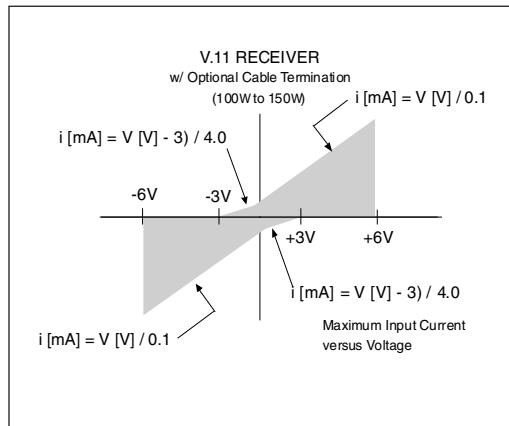 V.11 RECEIVER
w/ Optional Cable Termination
(100W to 150W)
i [mA] = V [V] / 0.1
i [mA] = V [V] - 3) / 4.0
-6V
-3V
+3V
+6V
i [mA] = V [V] - 3) / 4.0
i [mA] = V [V] / 0.1
Maximum Input Current
versus Voltage